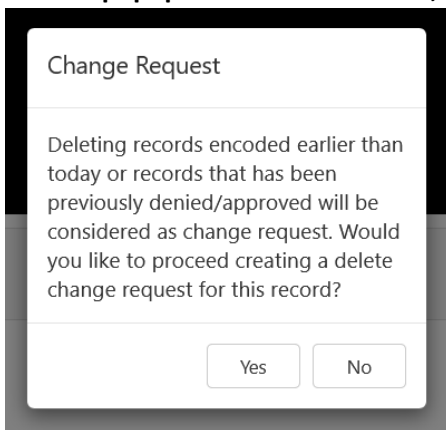 Change Request
Deleting records encoded earlier than
today or records that has been
previously denied/approved will be
considered as change request. Would
you like to proceed creating a delete
change request for this record?
Yes No